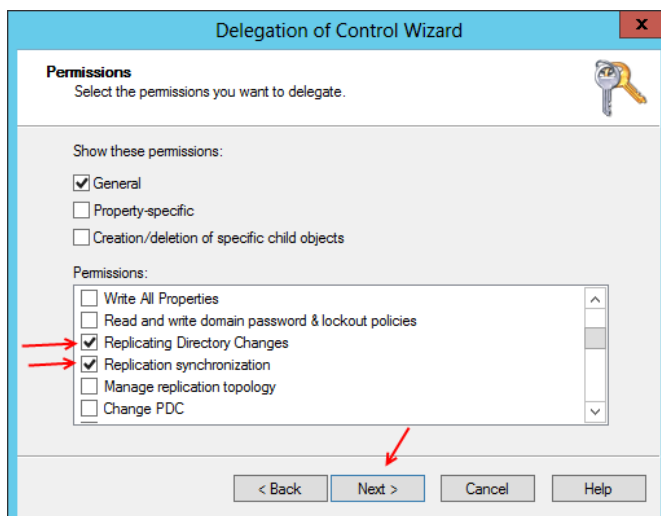 Delegation of Control Wizard
x
Permissions
Select the permissions you want to delegate.
Show these permissions:
General
Property-specific
Creation/deletion of specific child objects
Permissions:
Write All Properties
Read and write domain password & lockout policies
Replicating Directory Changes
Replication synchronization
Manage replication topology
Change PDC
< Back
Next >
Cancel
Help